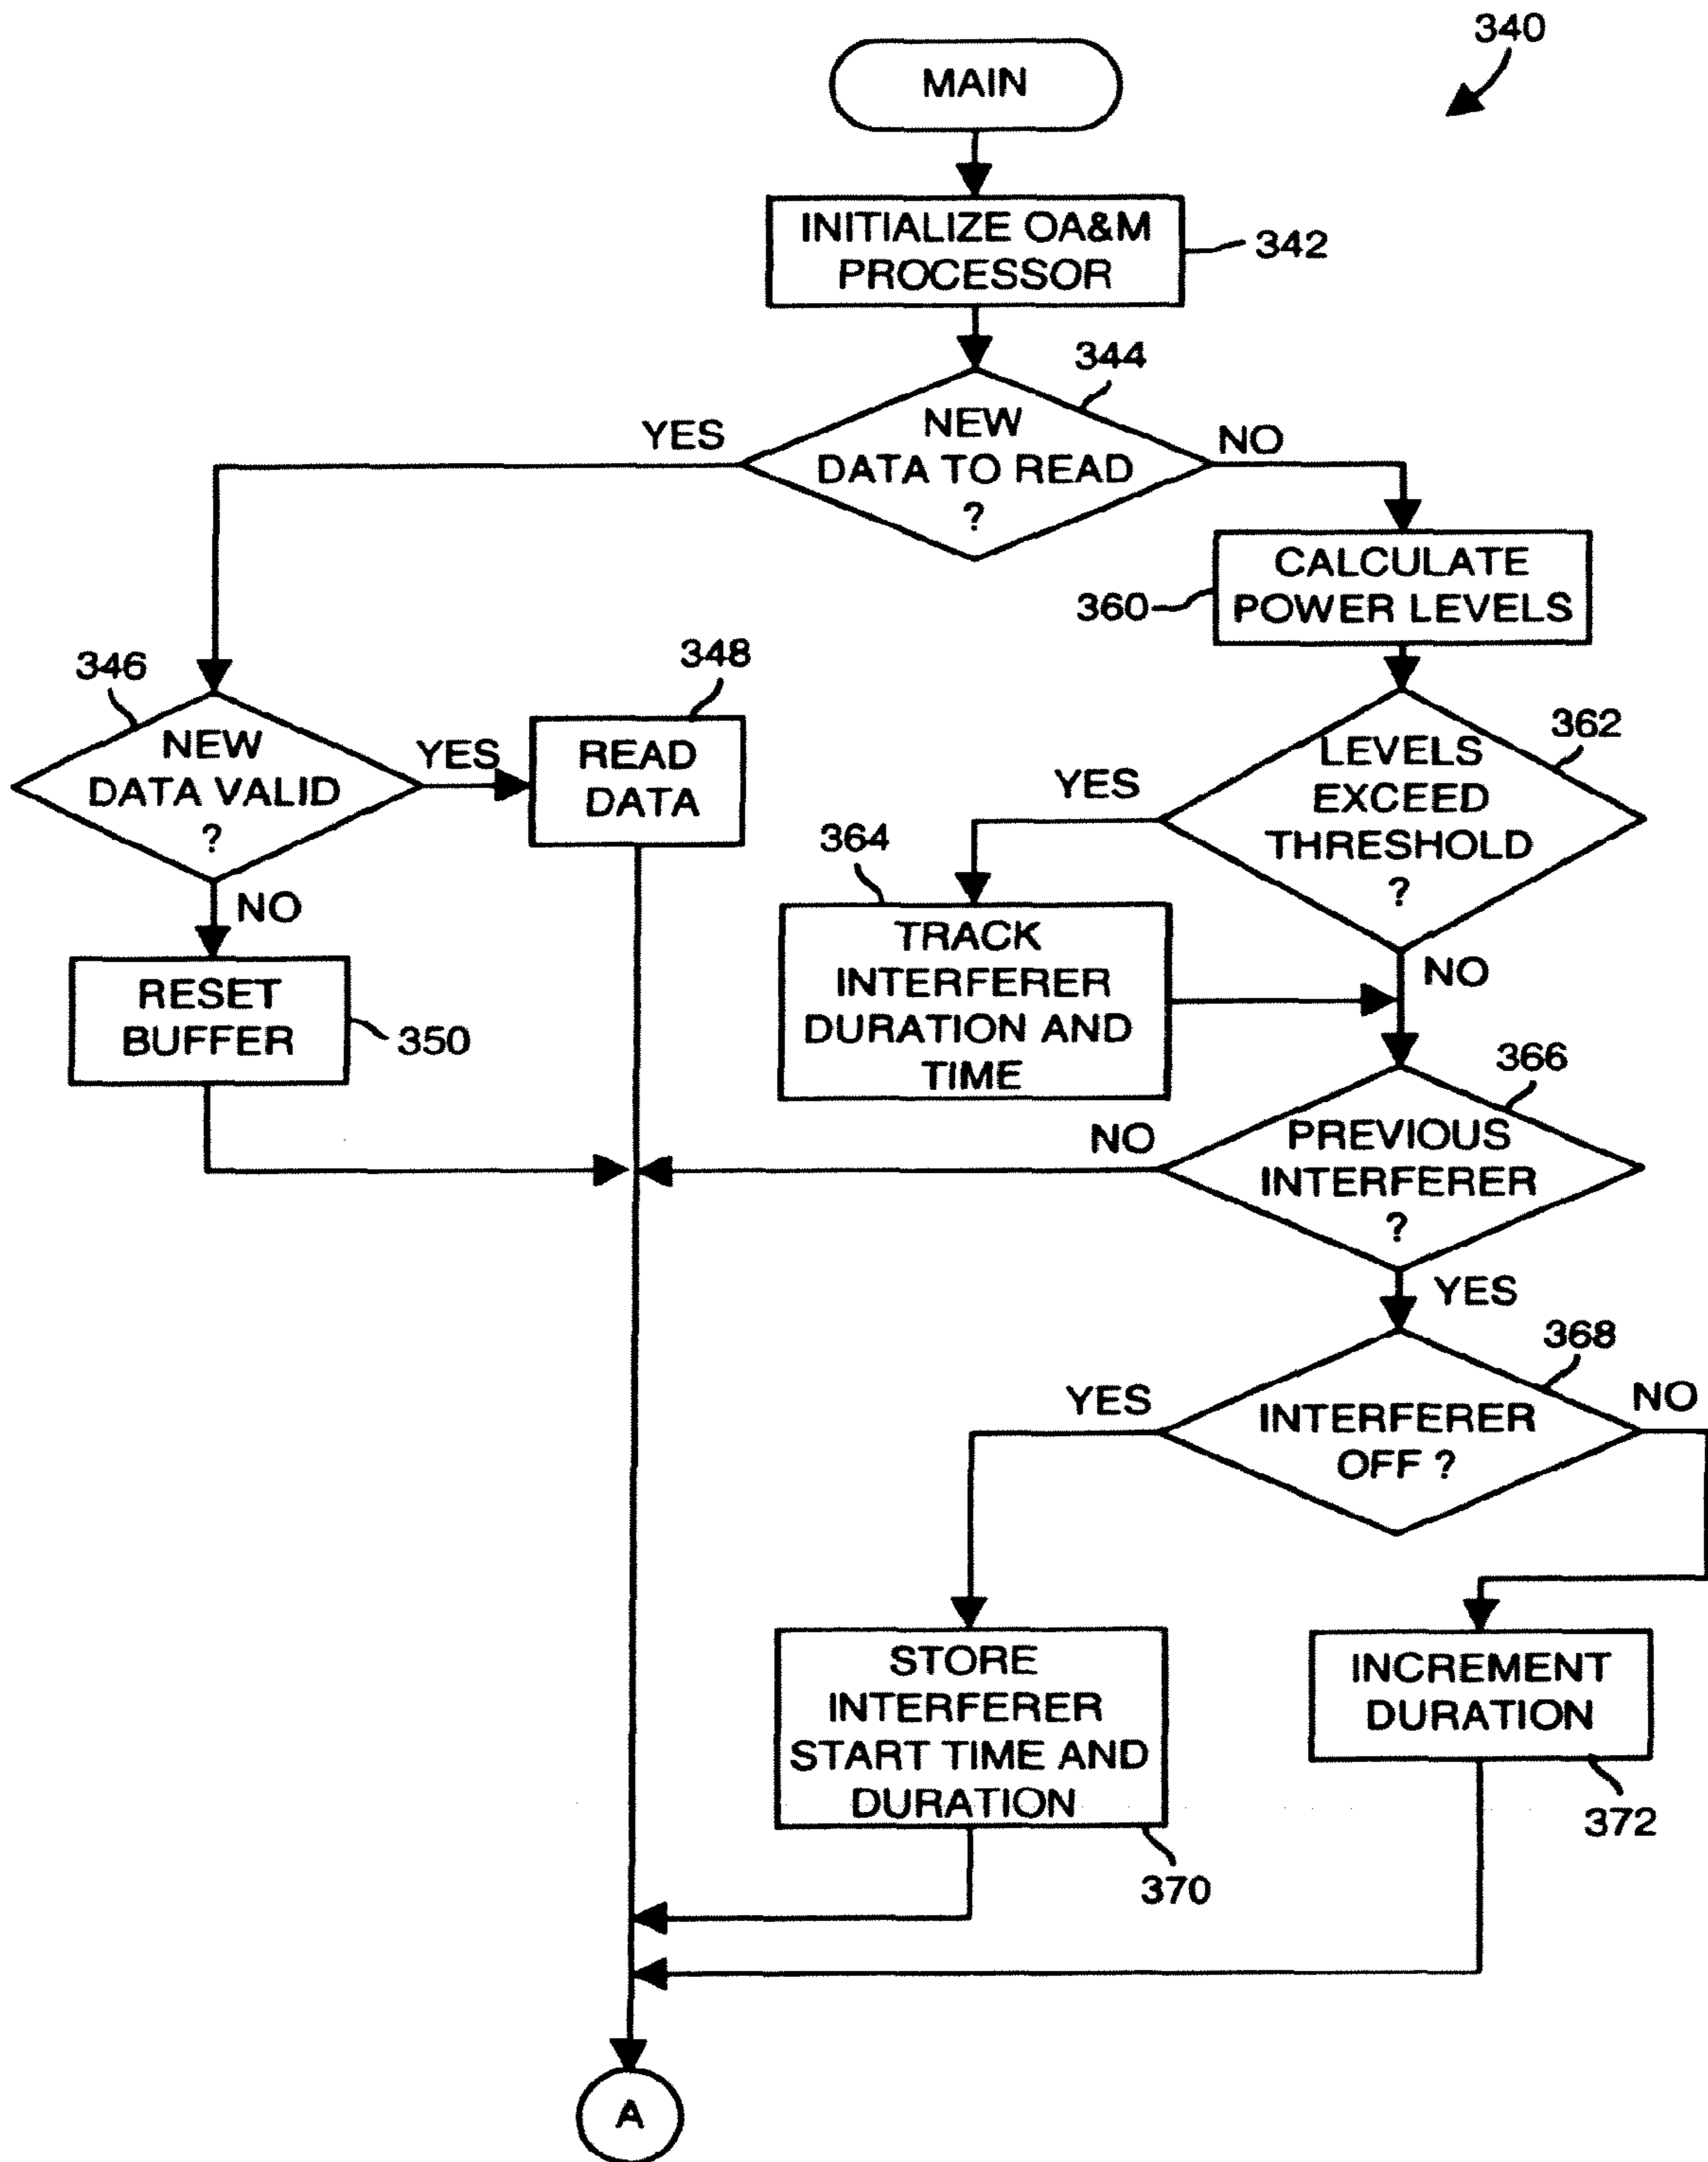 340
MAIN
INITIALIZE OA&M
PROCESSOR
342
344
NEW
DATA TO READ
?
YES
NO
CALCULATE
POWER LEVELS
360
346
NEW
DATA VALID
?
YES
348
READ
DATA
362
LEVELS
EXCEED
THRESHOLD
?
YES
364
TRACK
INTERFERER
DURATION AND
TIME
NO
NO
RESET
BUFFER
350
366
PREVIOUS
INTERFERER
?
NO
YES
368
INTERFERER
OFF ?
YES
NO
STORE
INTERFERER
START TIME AND
DURATION
370
INCREMENT
DURATION
372
A